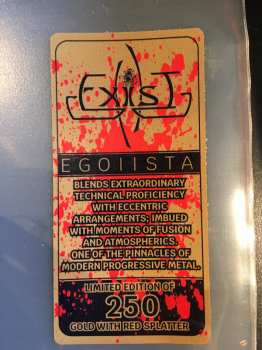 EXIST
EGOIISTA
BLENDS EXTRAORDINARY
TECHNICAL PROFICIENCY
WITH ECCENTRIC
ARRANGEMENTS; IMBUED
WITH MOMENTS OF FUSION
AND ATMOSPHERICS.
ONE OF THE PINNACLES OF
MODERN PROGRESSIVE METAL.
LIMITED EDITION OF
250
GOLD WITH RED SPLATTER